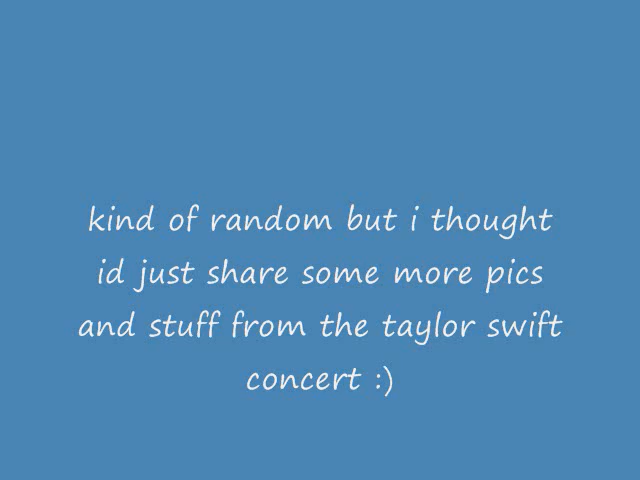 kind of random but i thought
id just share some more pics
and stuff from the taylor swift
concert :)